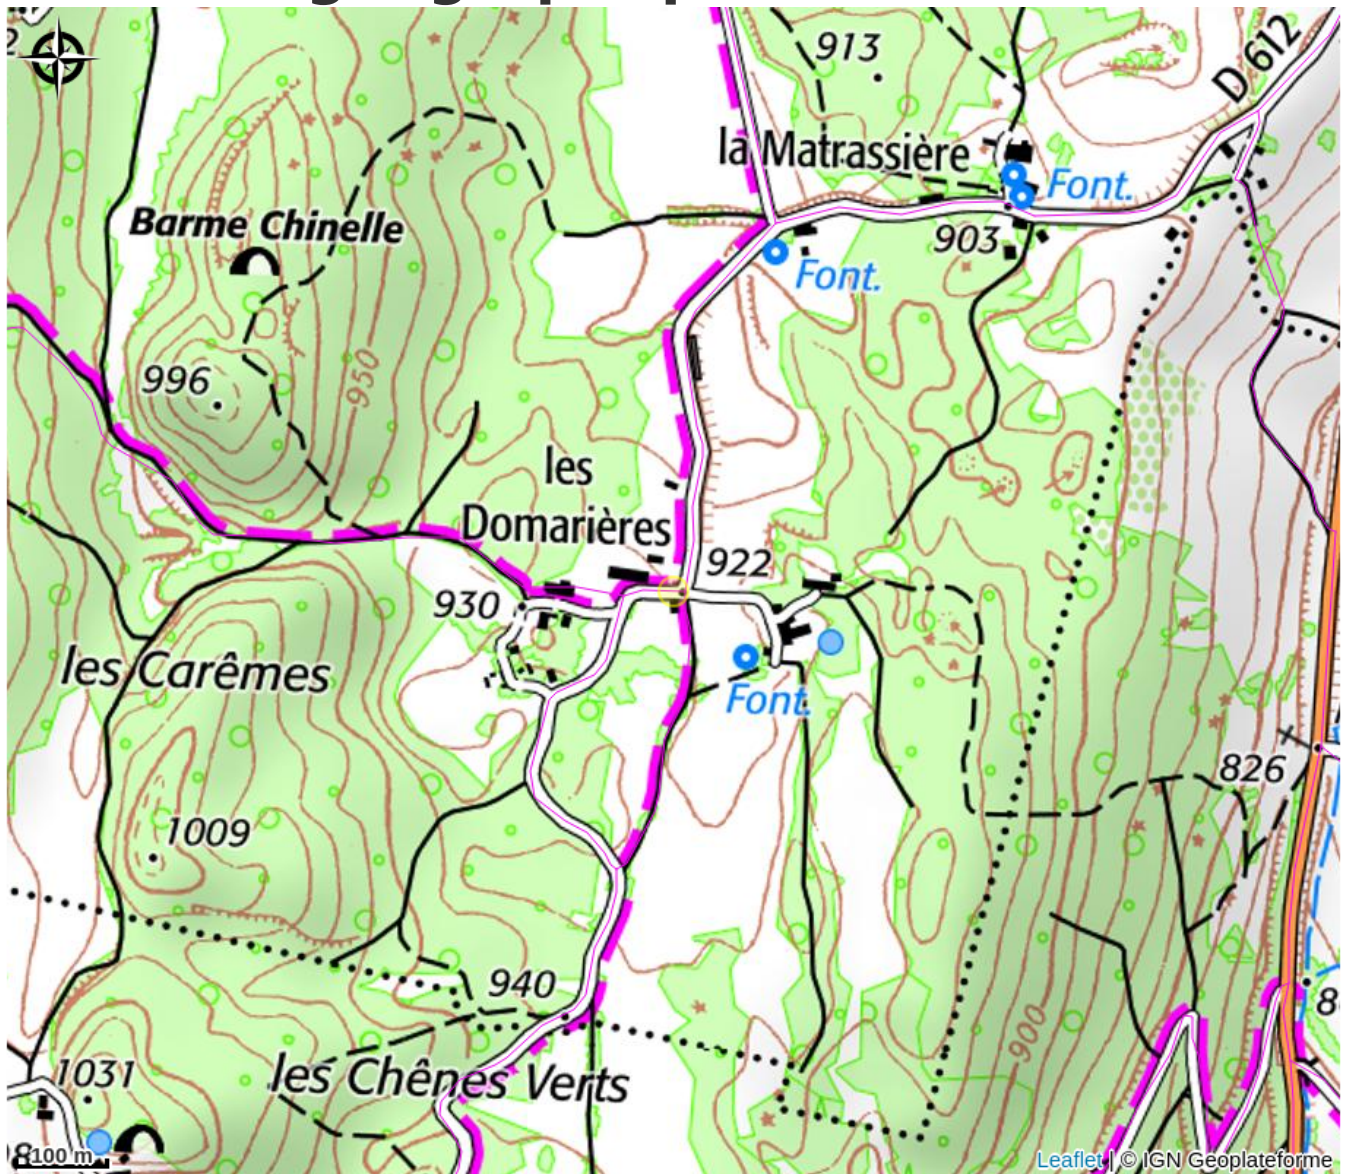 913
D 612
la Matrassière
Font.
Barme Chinelle
903
Font.
996
950
les
Domarières
922
930
les Carêmes
Font.
826
1009
940
900
les Chênes Verts
1031
100 m
Leaflet | © IGN Geoplateforme